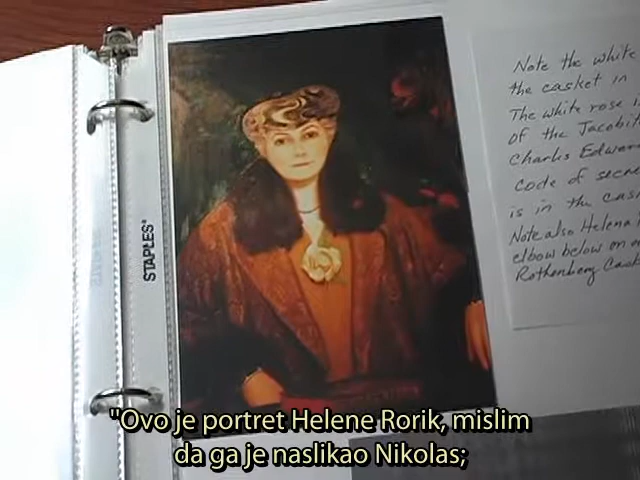 Note the white
the casket in
The white rose i
of the Jacobit
Charles Edwar
code of secre
is in the cas
Note also Helena
elbow below on
Rothenberg Cask
STAPLES®
"Ovo je portret Helene Rorik, mislim
da ga je naslikao Nikolas;